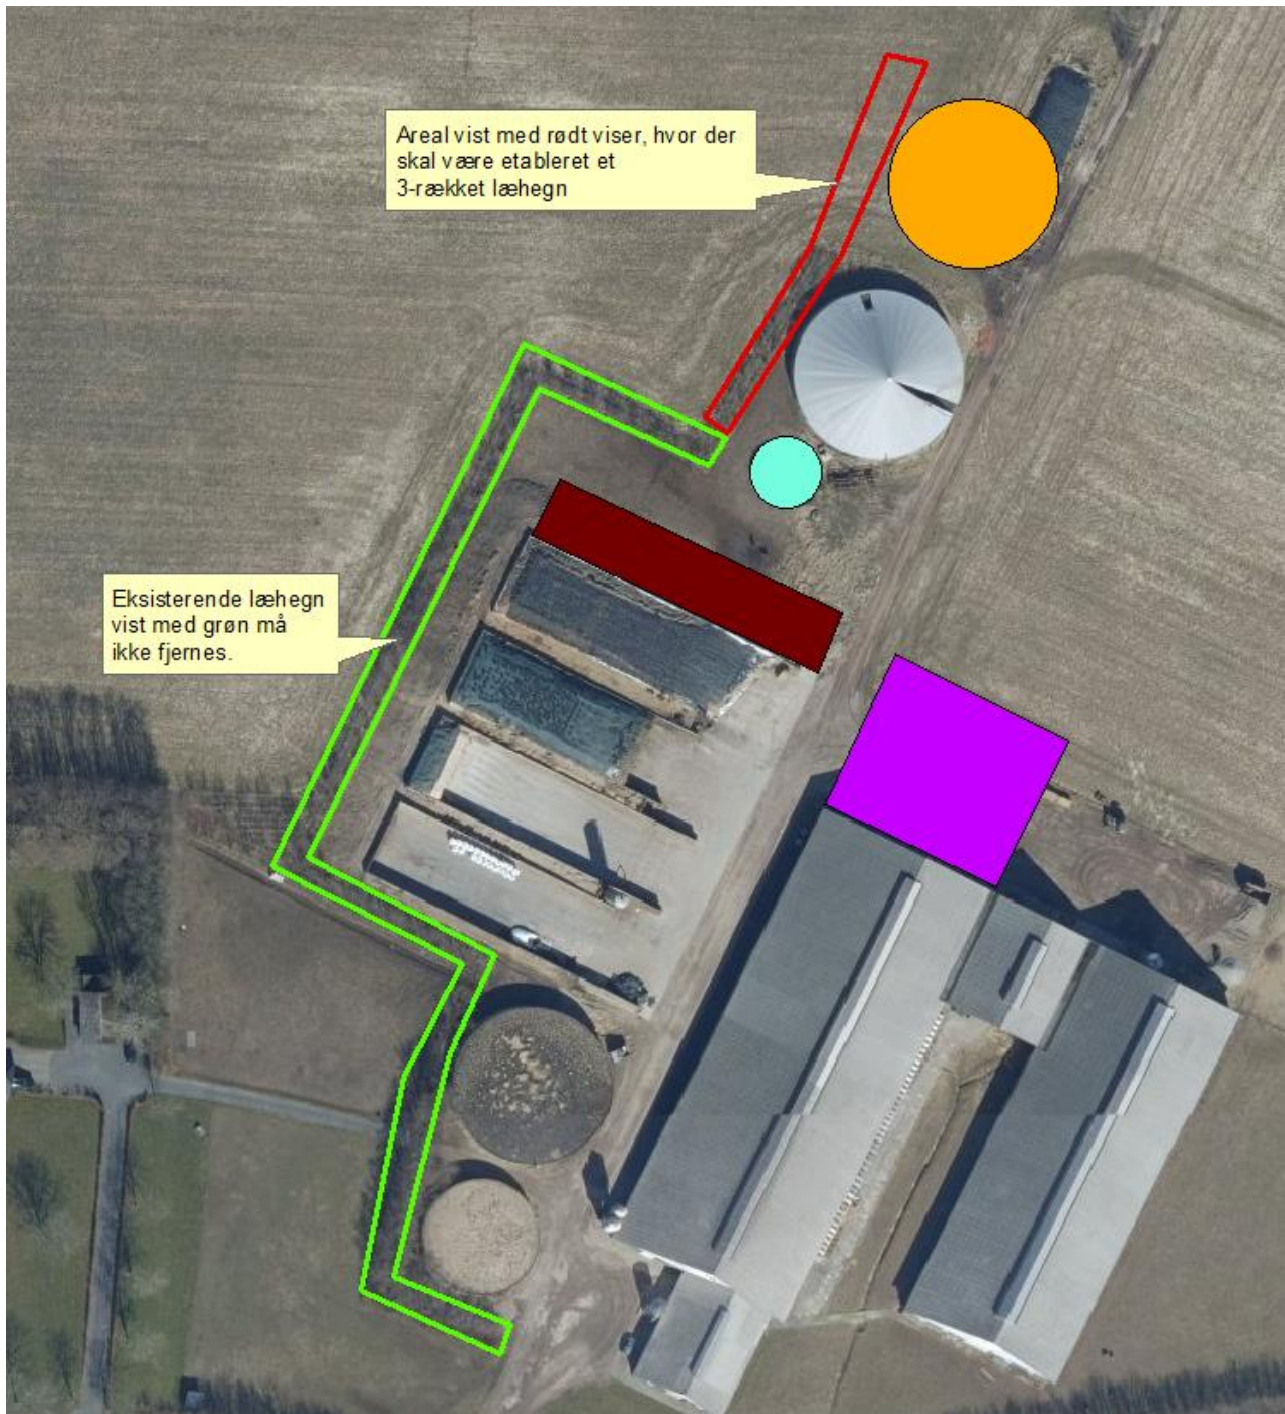 Areal vist med rødt viser, hvor der
skal være etableret et
3-rækket læhegn
Eksisterende læhegn
vist med grøn må
ikke fjernes.